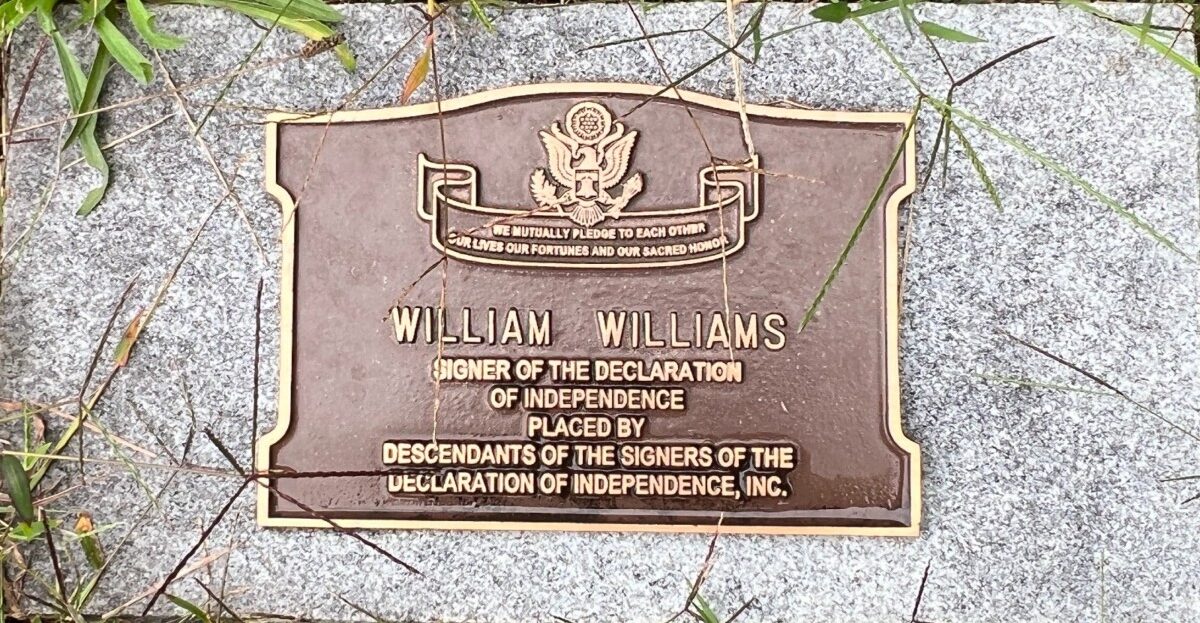 WE MUTUALLY PLEDGE TO EACH OTHER
OUR LIVES OUR FORTUNES AND OUR SACRED HONOR
WILLIAM WILLIAMS
SIGNER OF THE DECLARATION
OF INDEPENDENCE
PLACED BY
DESCENDANTS OF THE SIGNERS OF THE
DECLARATION OF INDEPENDENCE, INC.